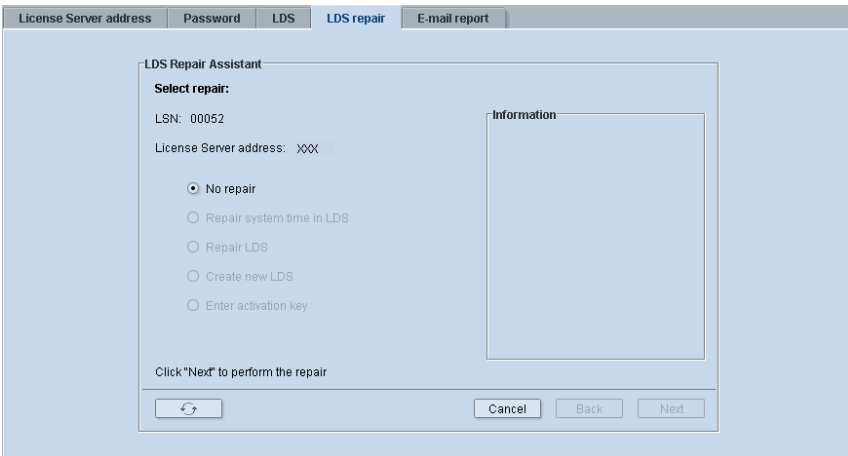 License Server address
Password
LDS
LDS repair
E-mail report
LDS Repair Assistant
Select repair:
LSN: 00052
License Server address: XXX
Information
No repair
Repair system time in LDS
Repair LDS
Create new LDS
Enter activation key
Click "Next" to perform the repair
Cancel
Back
Next